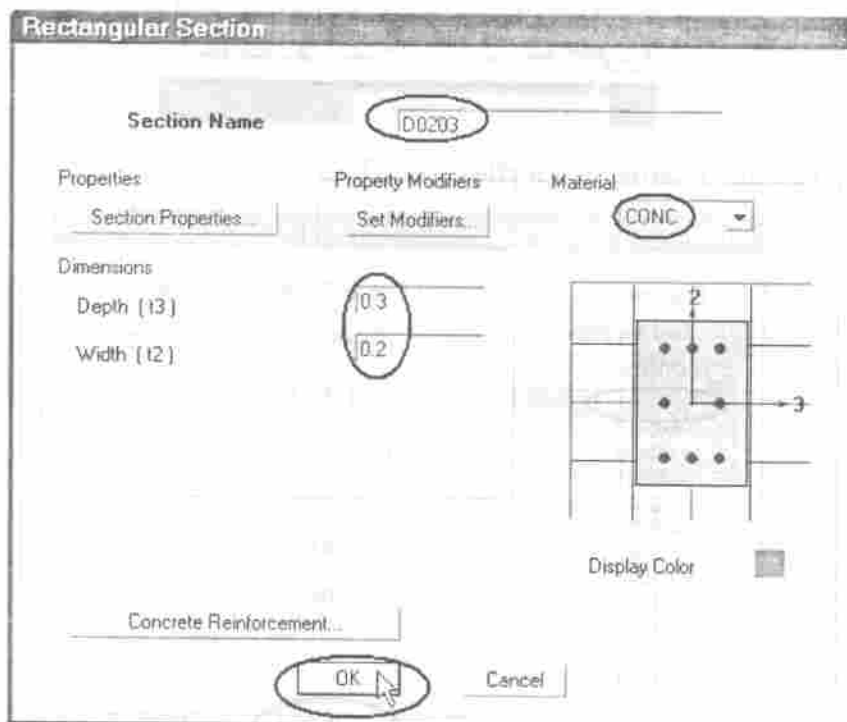 Rectangular Section
Section Name D0203
Properties Property Modifiers Material
Section Properties... Set Modifiers... CONC
Dimensions
Depth ( t3 ) 0.3
Width ( t2 ) 0.2
2
3
Display Color
Concrete Reinforcement...
OK Cancel